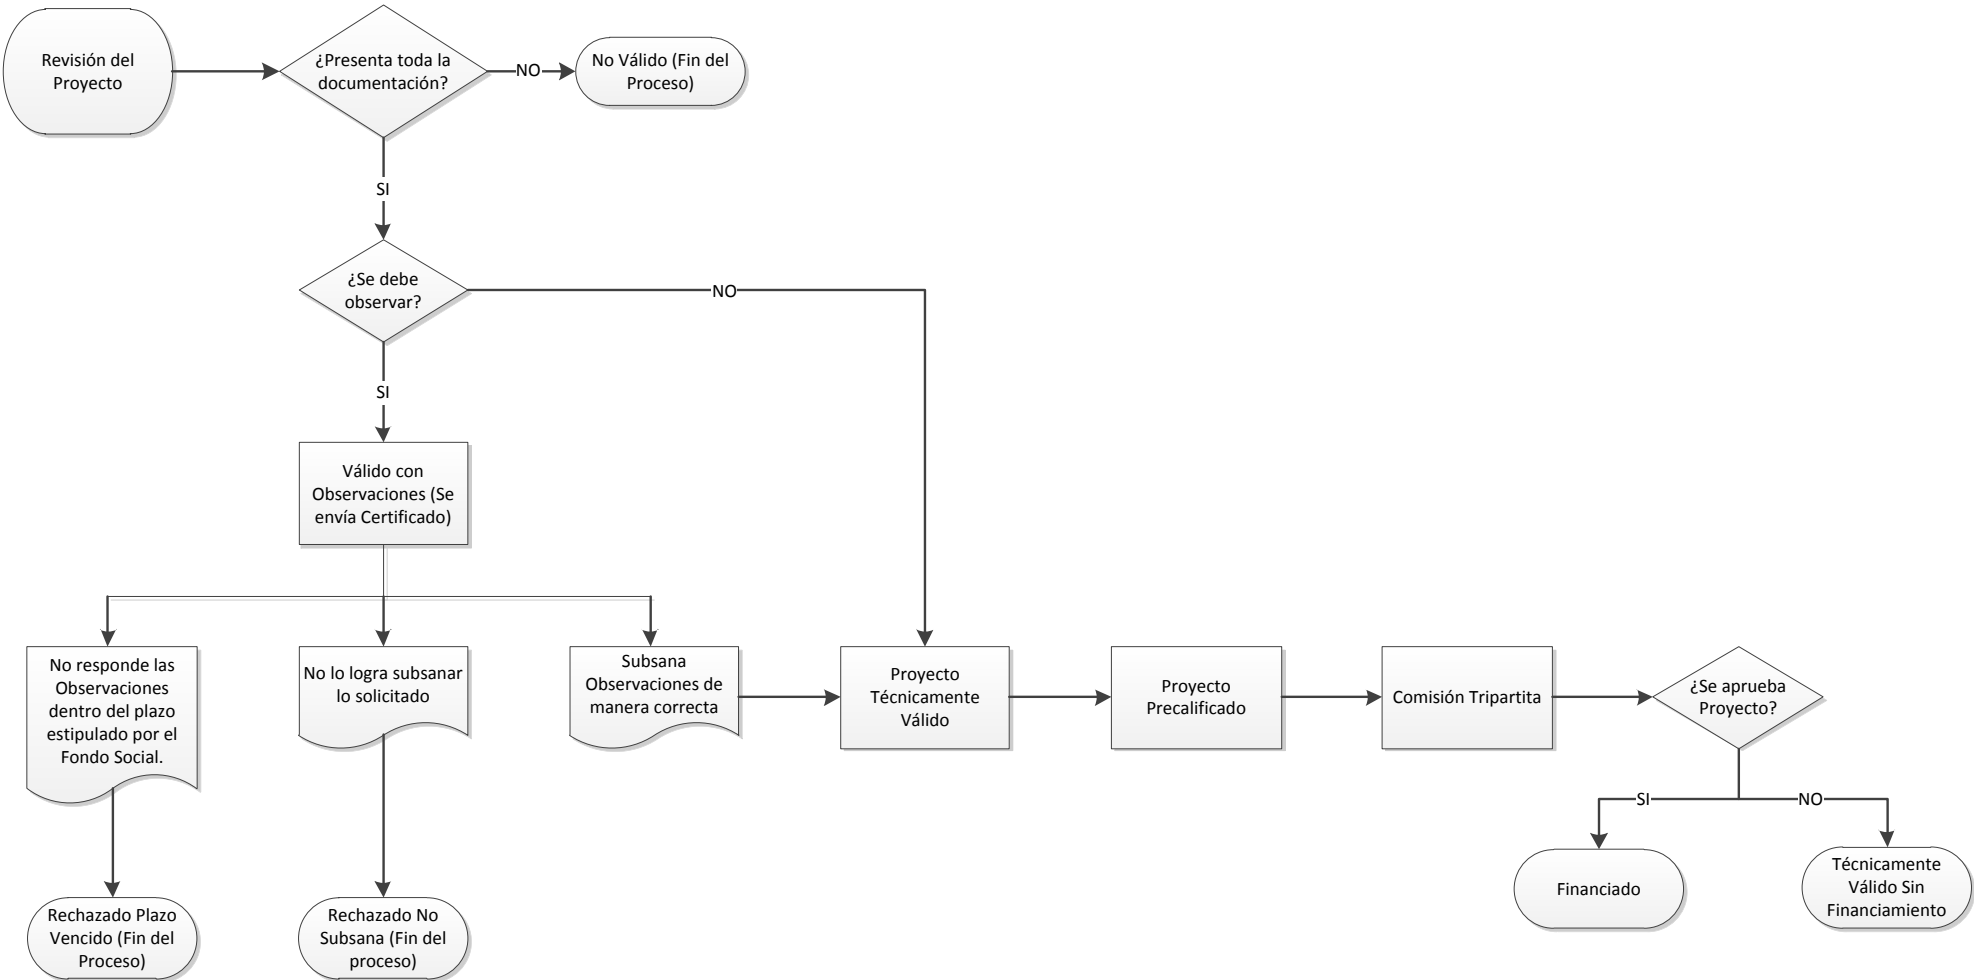 Revisión del
Proyecto
¿Presenta toda la
documentación?
NO
No Válido (Fin del
Proceso)
SI
¿Se debe
observar?
NO
SI
Válido con
Observaciones (Se
envía Certificado)
No responde las
Observaciones
dentro del plazo
estipulado por el
Fondo Social.
No lo logra subsanar
lo solicitado
Subsana
Observaciones de
manera correcta
Proyecto
Técnicamente
Válido
Proyecto
Precalificado
Comisión Tripartita
¿Se aprueba
Proyecto?
SI
NO
Financiado
Técnicamente
Válido Sin
Financiamiento
Rechazado Plazo
Vencido (Fin del
Proceso)
Rechazado No
Subsana (Fin del
proceso)